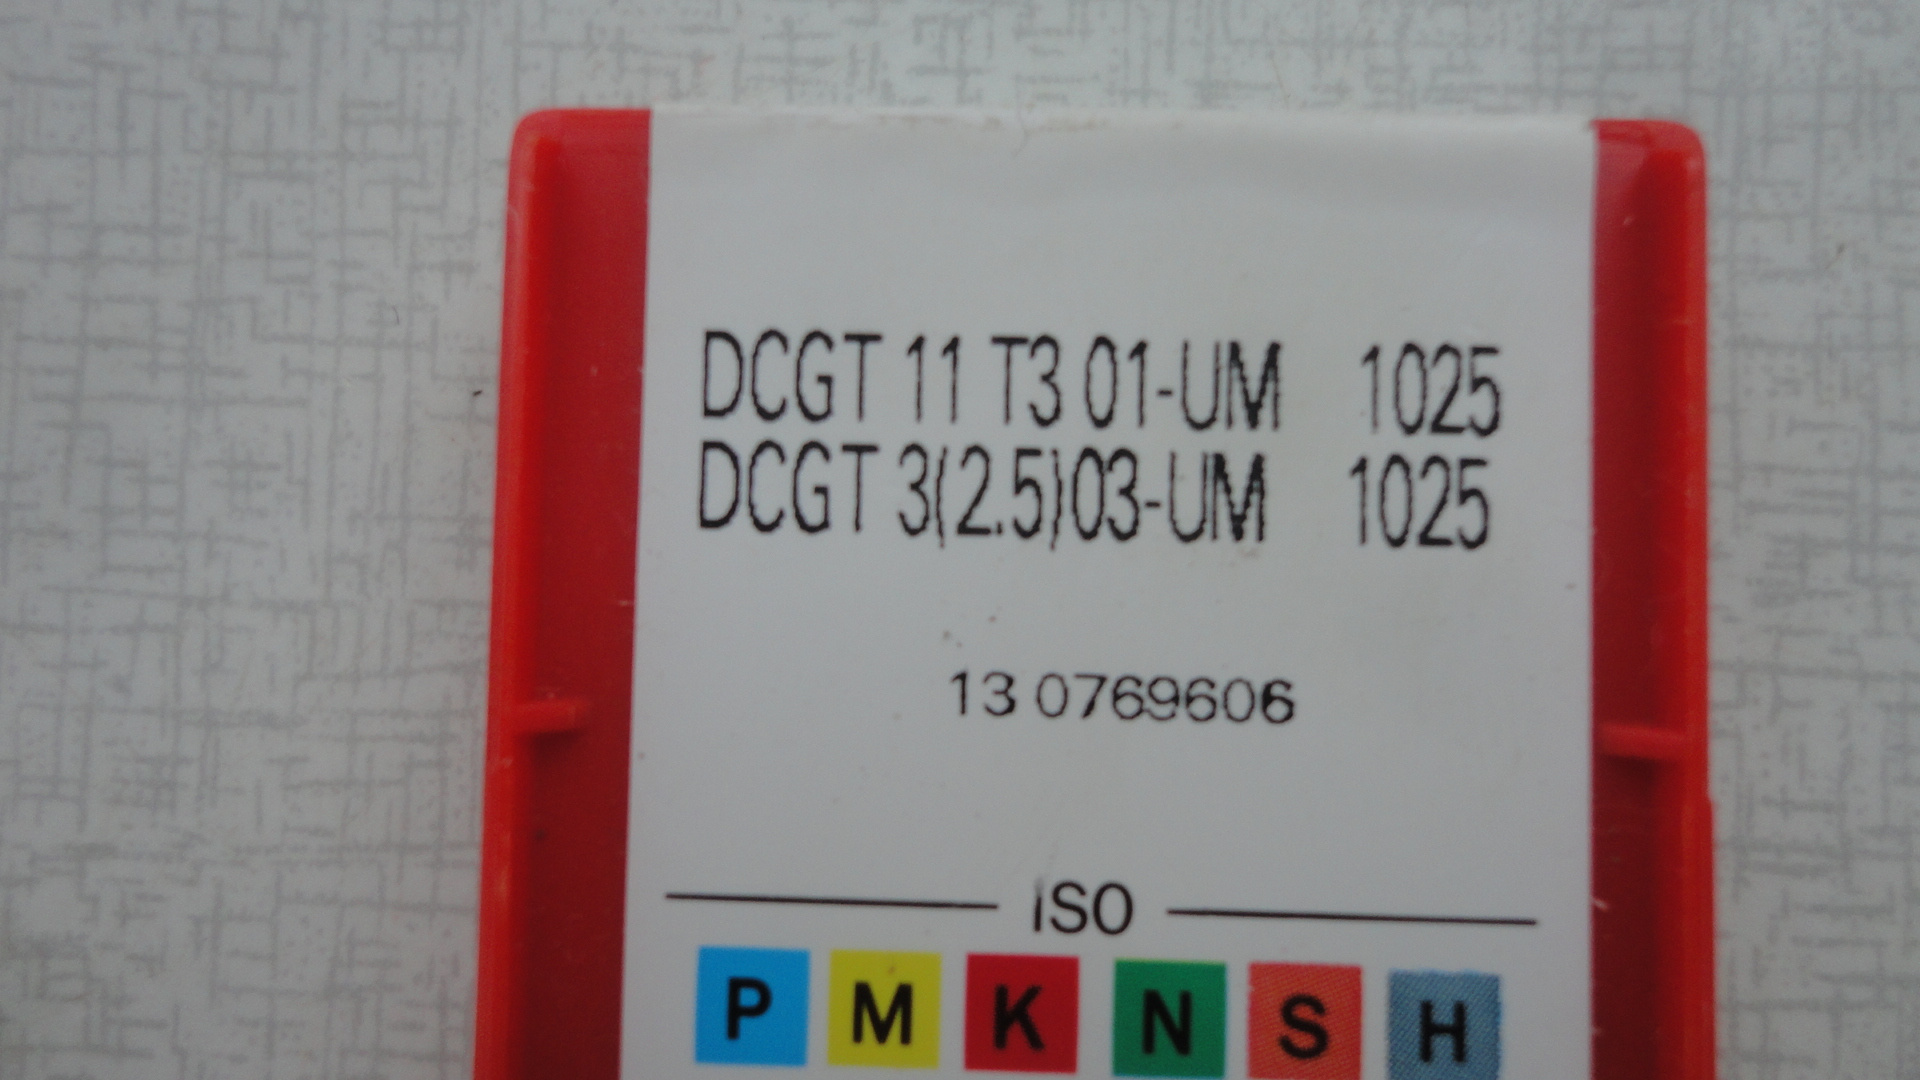 DCGT 11 T3 01-UM 1025
DCGT 3(2.5)03-UM 1025
13 0769606
ISO
P M K N S H